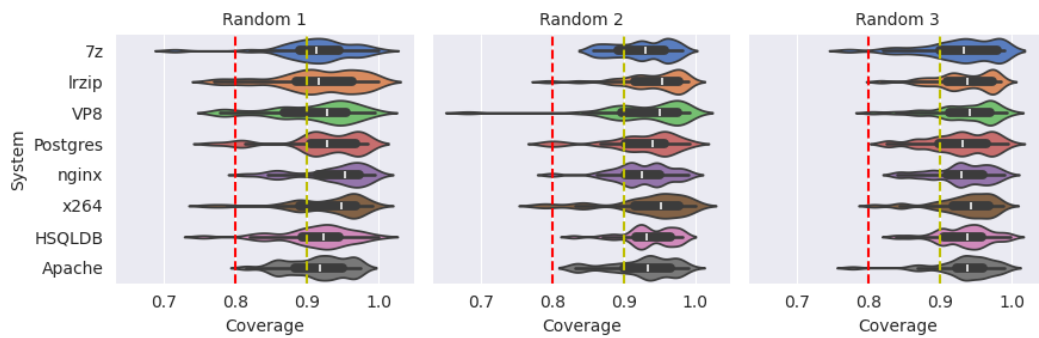 Random 1 Random 2 Random 3
System
7z
lrzip
VP8
Postgres
nginx
x264
HSQLDB
Apache
0.7 0.8 0.9 1.0 0.7 0.8 0.9 1.0 0.7 0.8 0.9 1.0
Coverage Coverage Coverage